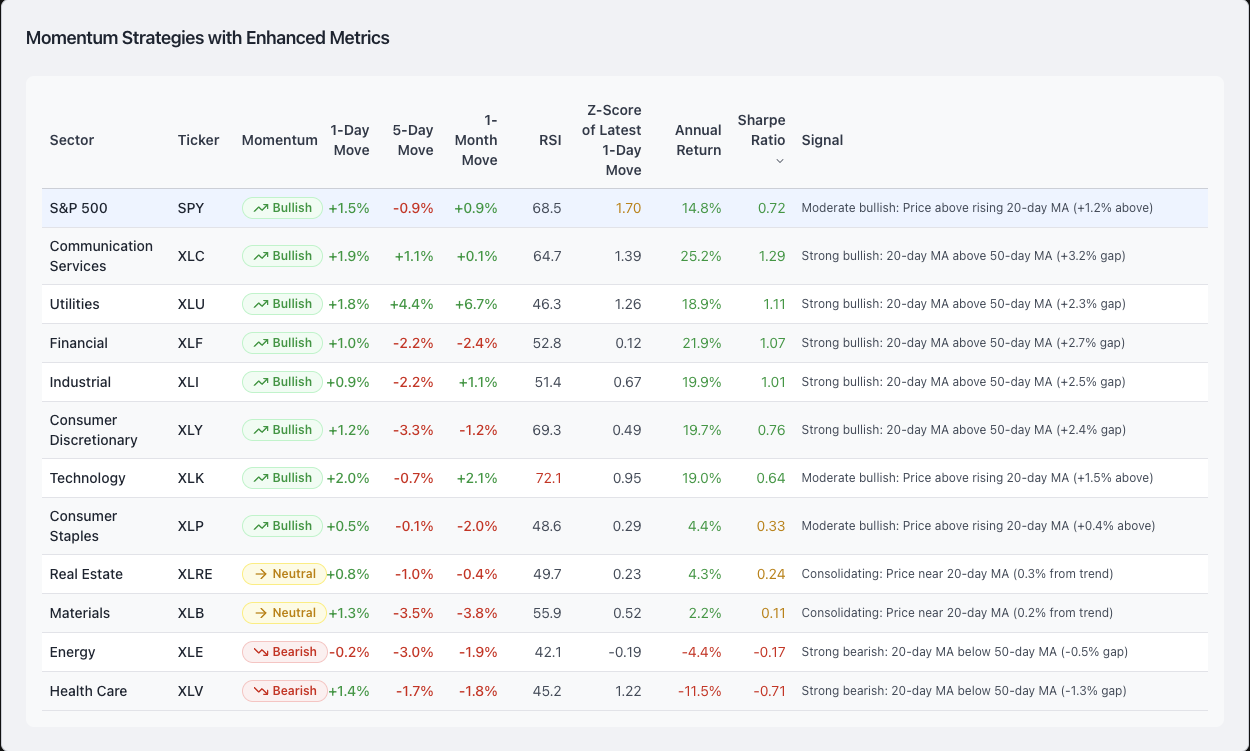 Momentum Strategies with Enhanced Metrics
Sector Ticker Momentum 1-Day Move 5-Day Move 1-Month Move RSI Z-Score of Latest 1-Day Move Annual Return Sharpe Ratio Signal
S&P 500 SPY Bullish +1.5% -0.9% +0.9% 68.5 1.70 14.8% 0.72 Moderate bullish: Price above rising 20-day MA (+1.2% above)
Communication Services XLC Bullish +1.9% +1.1% +0.1% 64.7 1.39 25.2% 1.29 Strong bullish: 20-day MA above 50-day MA (+3.2% gap)
Utilities XLU Bullish +1.8% +4.4% +6.7% 46.3 1.26 18.9% 1.11 Strong bullish: 20-day MA above 50-day MA (+2.3% gap)
Financial XLF Bullish +1.0% -2.2% -2.4% 52.8 0.12 21.9% 1.07 Strong bullish: 20-day MA above 50-day MA (+2.7% gap)
Industrial XLI Bullish +0.9% -2.2% +1.1% 51.4 0.67 19.9% 1.01 Strong bullish: 20-day MA above 50-day MA (+2.5% gap)
Consumer Discretionary XLY Bullish +1.2% -3.3% -1.2% 69.3 0.49 19.7% 0.76 Strong bullish: 20-day MA above 50-day MA (+2.4% gap)
Technology XLK Bullish +2.0% -0.7% +2.1% 72.1 0.95 19.0% 0.64 Moderate bullish: Price above rising 20-day MA (+1.5% above)
Consumer Staples XLP Bullish +0.5% -0.1% -2.0% 48.6 0.29 4.4% 0.33 Moderate bullish: Price above rising 20-day MA (+0.4% above)
Real Estate XLRE Neutral +0.8% -1.0% -0.4% 49.7 0.23 4.3% 0.24 Consolidating: Price near 20-day MA (0.3% from trend)
Materials XLB Neutral +1.3% -3.5% -3.8% 55.9 0.52 2.2% 0.11 Consolidating: Price near 20-day MA (0.2% from trend)
Energy XLE Bearish -0.2% -3.0% -1.9% 42.1 -0.19 -4.4% -0.17 Strong bearish: 20-day MA below 50-day MA (-0.5% gap)
Health Care XLV Bearish +1.4% -1.7% -1.8% 45.2 1.22 -11.5% -0.71 Strong bearish: 20-day MA below 50-day MA (-1.3% gap)